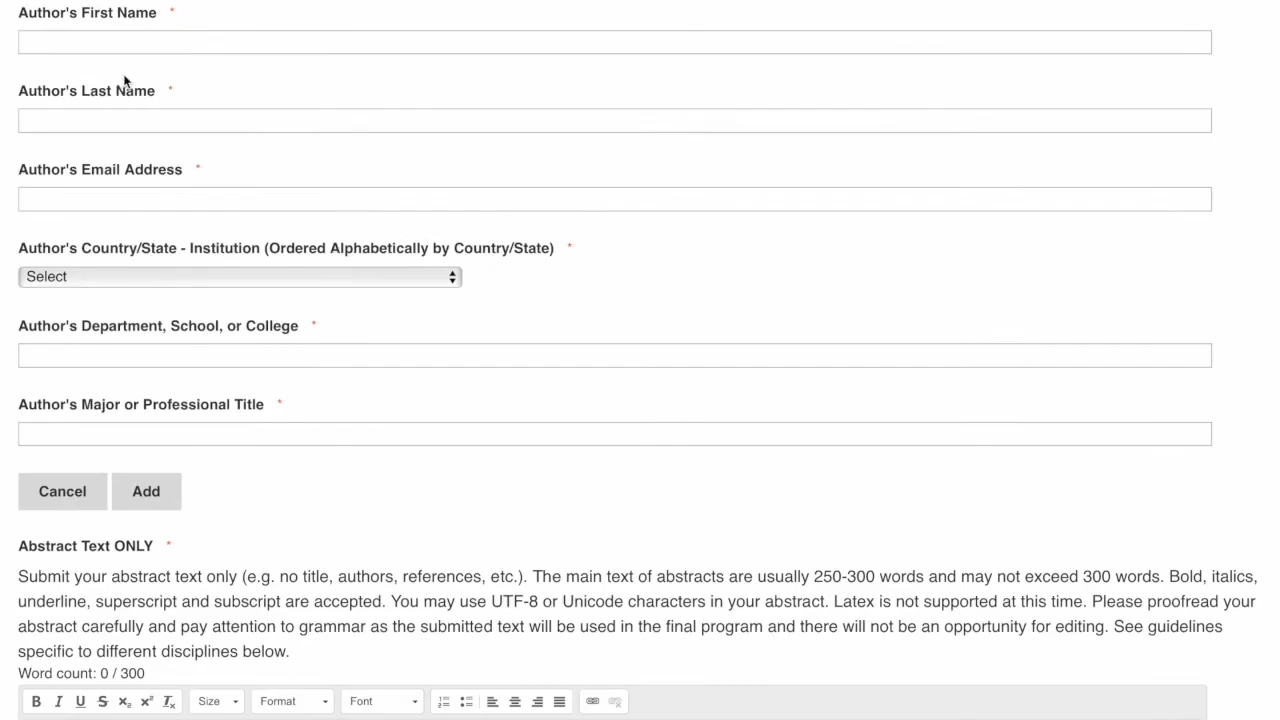 Author's First Name *
Author's Last Name *
Author's Email Address *
Author's Country/State - Institution (Ordered Alphabetically by Country/State) *
Select
Author's Department, School, or College *
Author's Major or Professional Title *
Cancel Add
Abstract Text ONLY *
Submit your abstract text only (e.g. no title, authors, references, etc.). The main text of abstracts are usually 250-300 words and may not exceed 300 words. Bold, italics,
underline, superscript and subscript are accepted. You may use UTF-8 or Unicode characters in your abstract. Latex is not supported at this time. Please proofread your
abstract carefully and pay attention to grammar as the submitted text will be used in the final program and there will not be an opportunity for editing. See guidelines
specific to different disciplines below.
Word count: 0 / 300
B I U S x₂ x² Tx Size Format Font